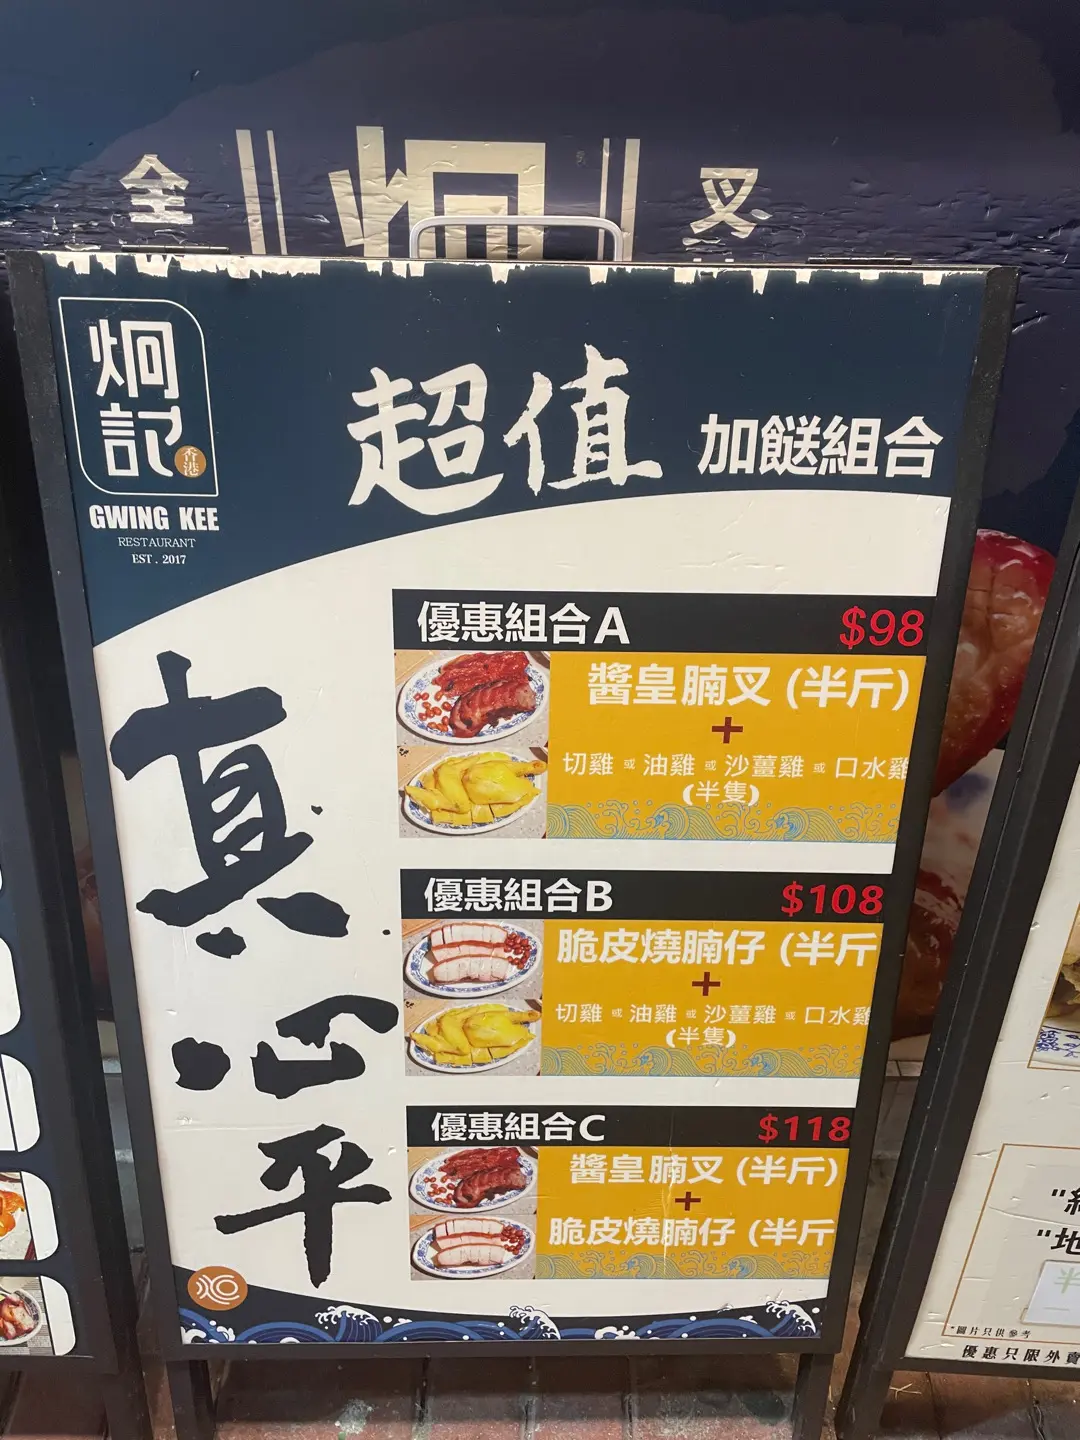 全
炯
叉
炯記
香港
GWING KEE
RESTAURANT
EST . 2017
超值 加餸組合
真心平
優惠組合A $98
醬皇腩叉 (半斤)
+
切雞 或 油雞 或 沙薑雞 或 口水雞
(半隻)
優惠組合B $108
脆皮燒腩仔 (半斤
+
切雞 或 油雞 或 沙薑雞 或 口水雞
(半隻)
優惠組合C $118
醬皇腩叉 (半斤)
+
脆皮燒腩仔 (半斤
"地
半
*圖片只供參考
優惠只限外賣